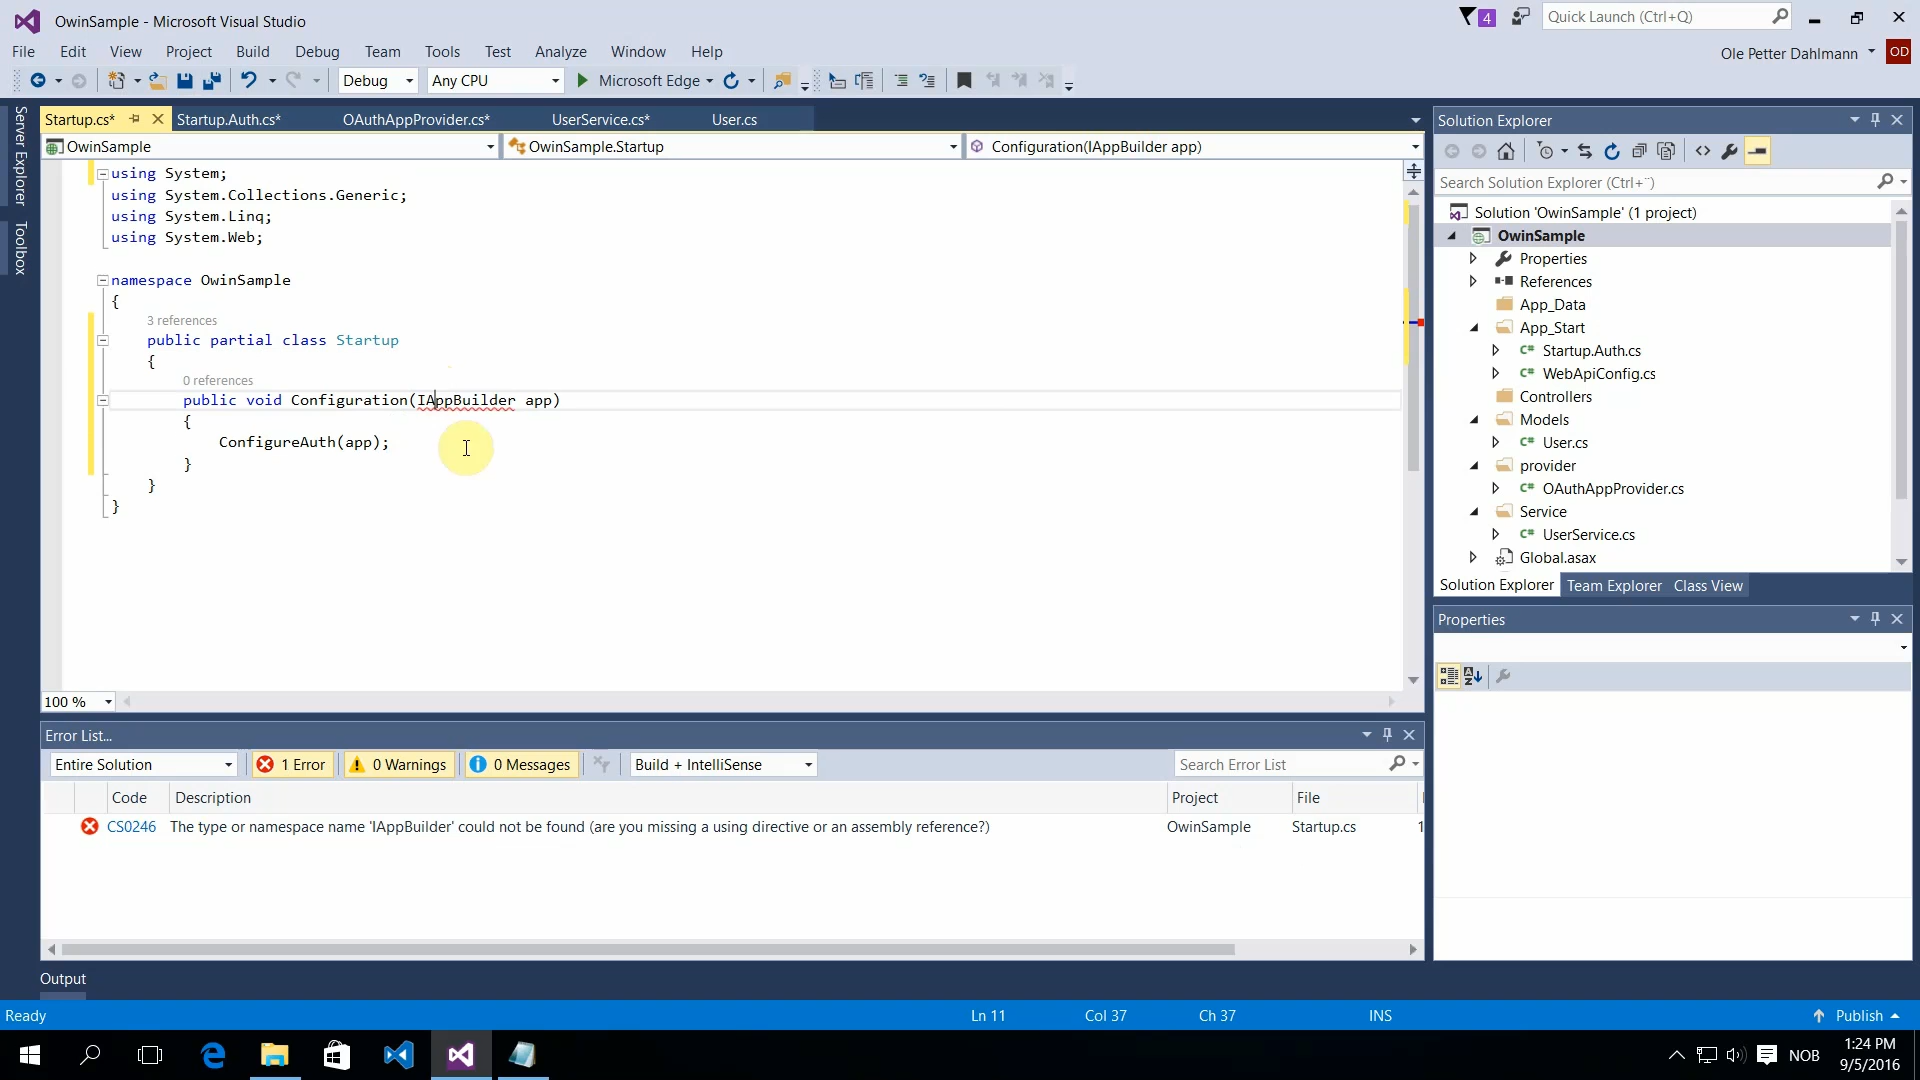 OwinSample - Microsoft Visual Studio
4
Quick Launch (Ctrl+Q)
File Edit View Project Build Debug Team Tools Test Analyze Window Help
Ole Petter Dahlmann
OD
Debug
Any CPU
Microsoft Edge
Server Explorer
Toolbox
Startup.cs*
Startup.Auth.cs*
OAuthAppProvider.cs*
UserService.cs*
User.cs
OwinSample
OwinSample.Startup
Configuration(IAppBuilder app)
using System;
using System.Collections.Generic;
using System.Linq;
using System.Web;
namespace OwinSample
{
3 references
public partial class Startup
{
0 references
public void Configuration(IAppBuilder app)
{
ConfigureAuth(app);
}
}
}
100 %
Solution Explorer
Search Solution Explorer (Ctrl+¨)
Solution 'OwinSample' (1 project)
OwinSample
Properties
References
App_Data
App_Start
C# Startup.Auth.cs
C# WebApiConfig.cs
Controllers
Models
C# User.cs
provider
C# OAuthAppProvider.cs
Service
C# UserService.cs
Global.asax
Solution Explorer Team Explorer Class View
Properties
Error List...
Entire Solution
1 Error
0 Warnings
0 Messages
Build + IntelliSense
Search Error List
Code Description Project File
CS0246 The type or namespace name 'IAppBuilder' could not be found (are you missing a using directive or an assembly reference?) OwinSample Startup.cs 1
Output
Ready
Ln 11
Col 37
Ch 37
INS
Publish
NOB
1:24 PM
9/5/2016